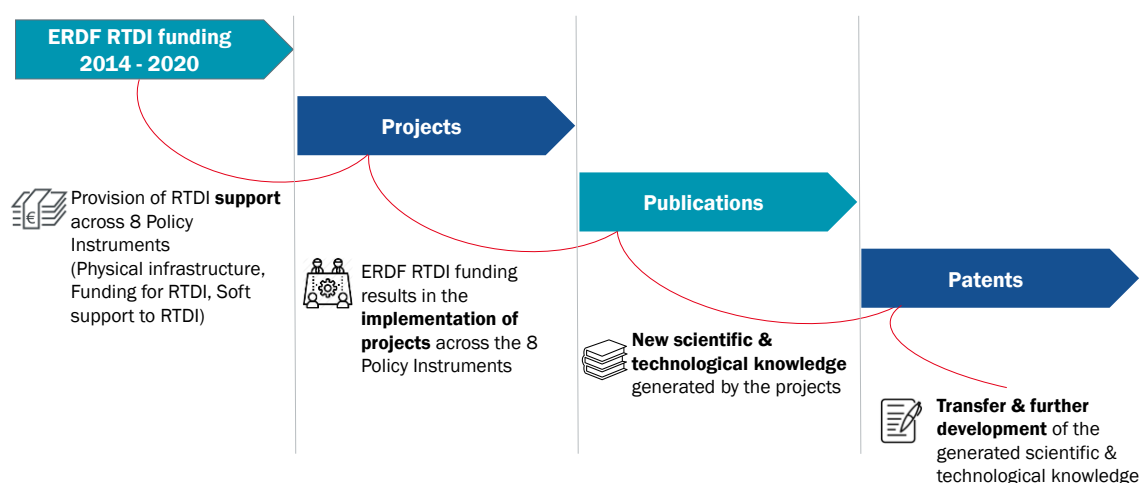 ERDF RTDI funding
2014 - 2020
Provision of RTDI support
across 8 Policy
Instruments
(Physical infrastructure,
Funding for RTDI, Soft
support to RTDI)
€
Projects
ERDF RTDI funding
results in the
implementation of
projects across the 8
Policy Instruments
Publications
New scientific &
technological knowledge
generated by the projects
Patents
Transfer & further
development of the
generated scientific &
technological knowledge